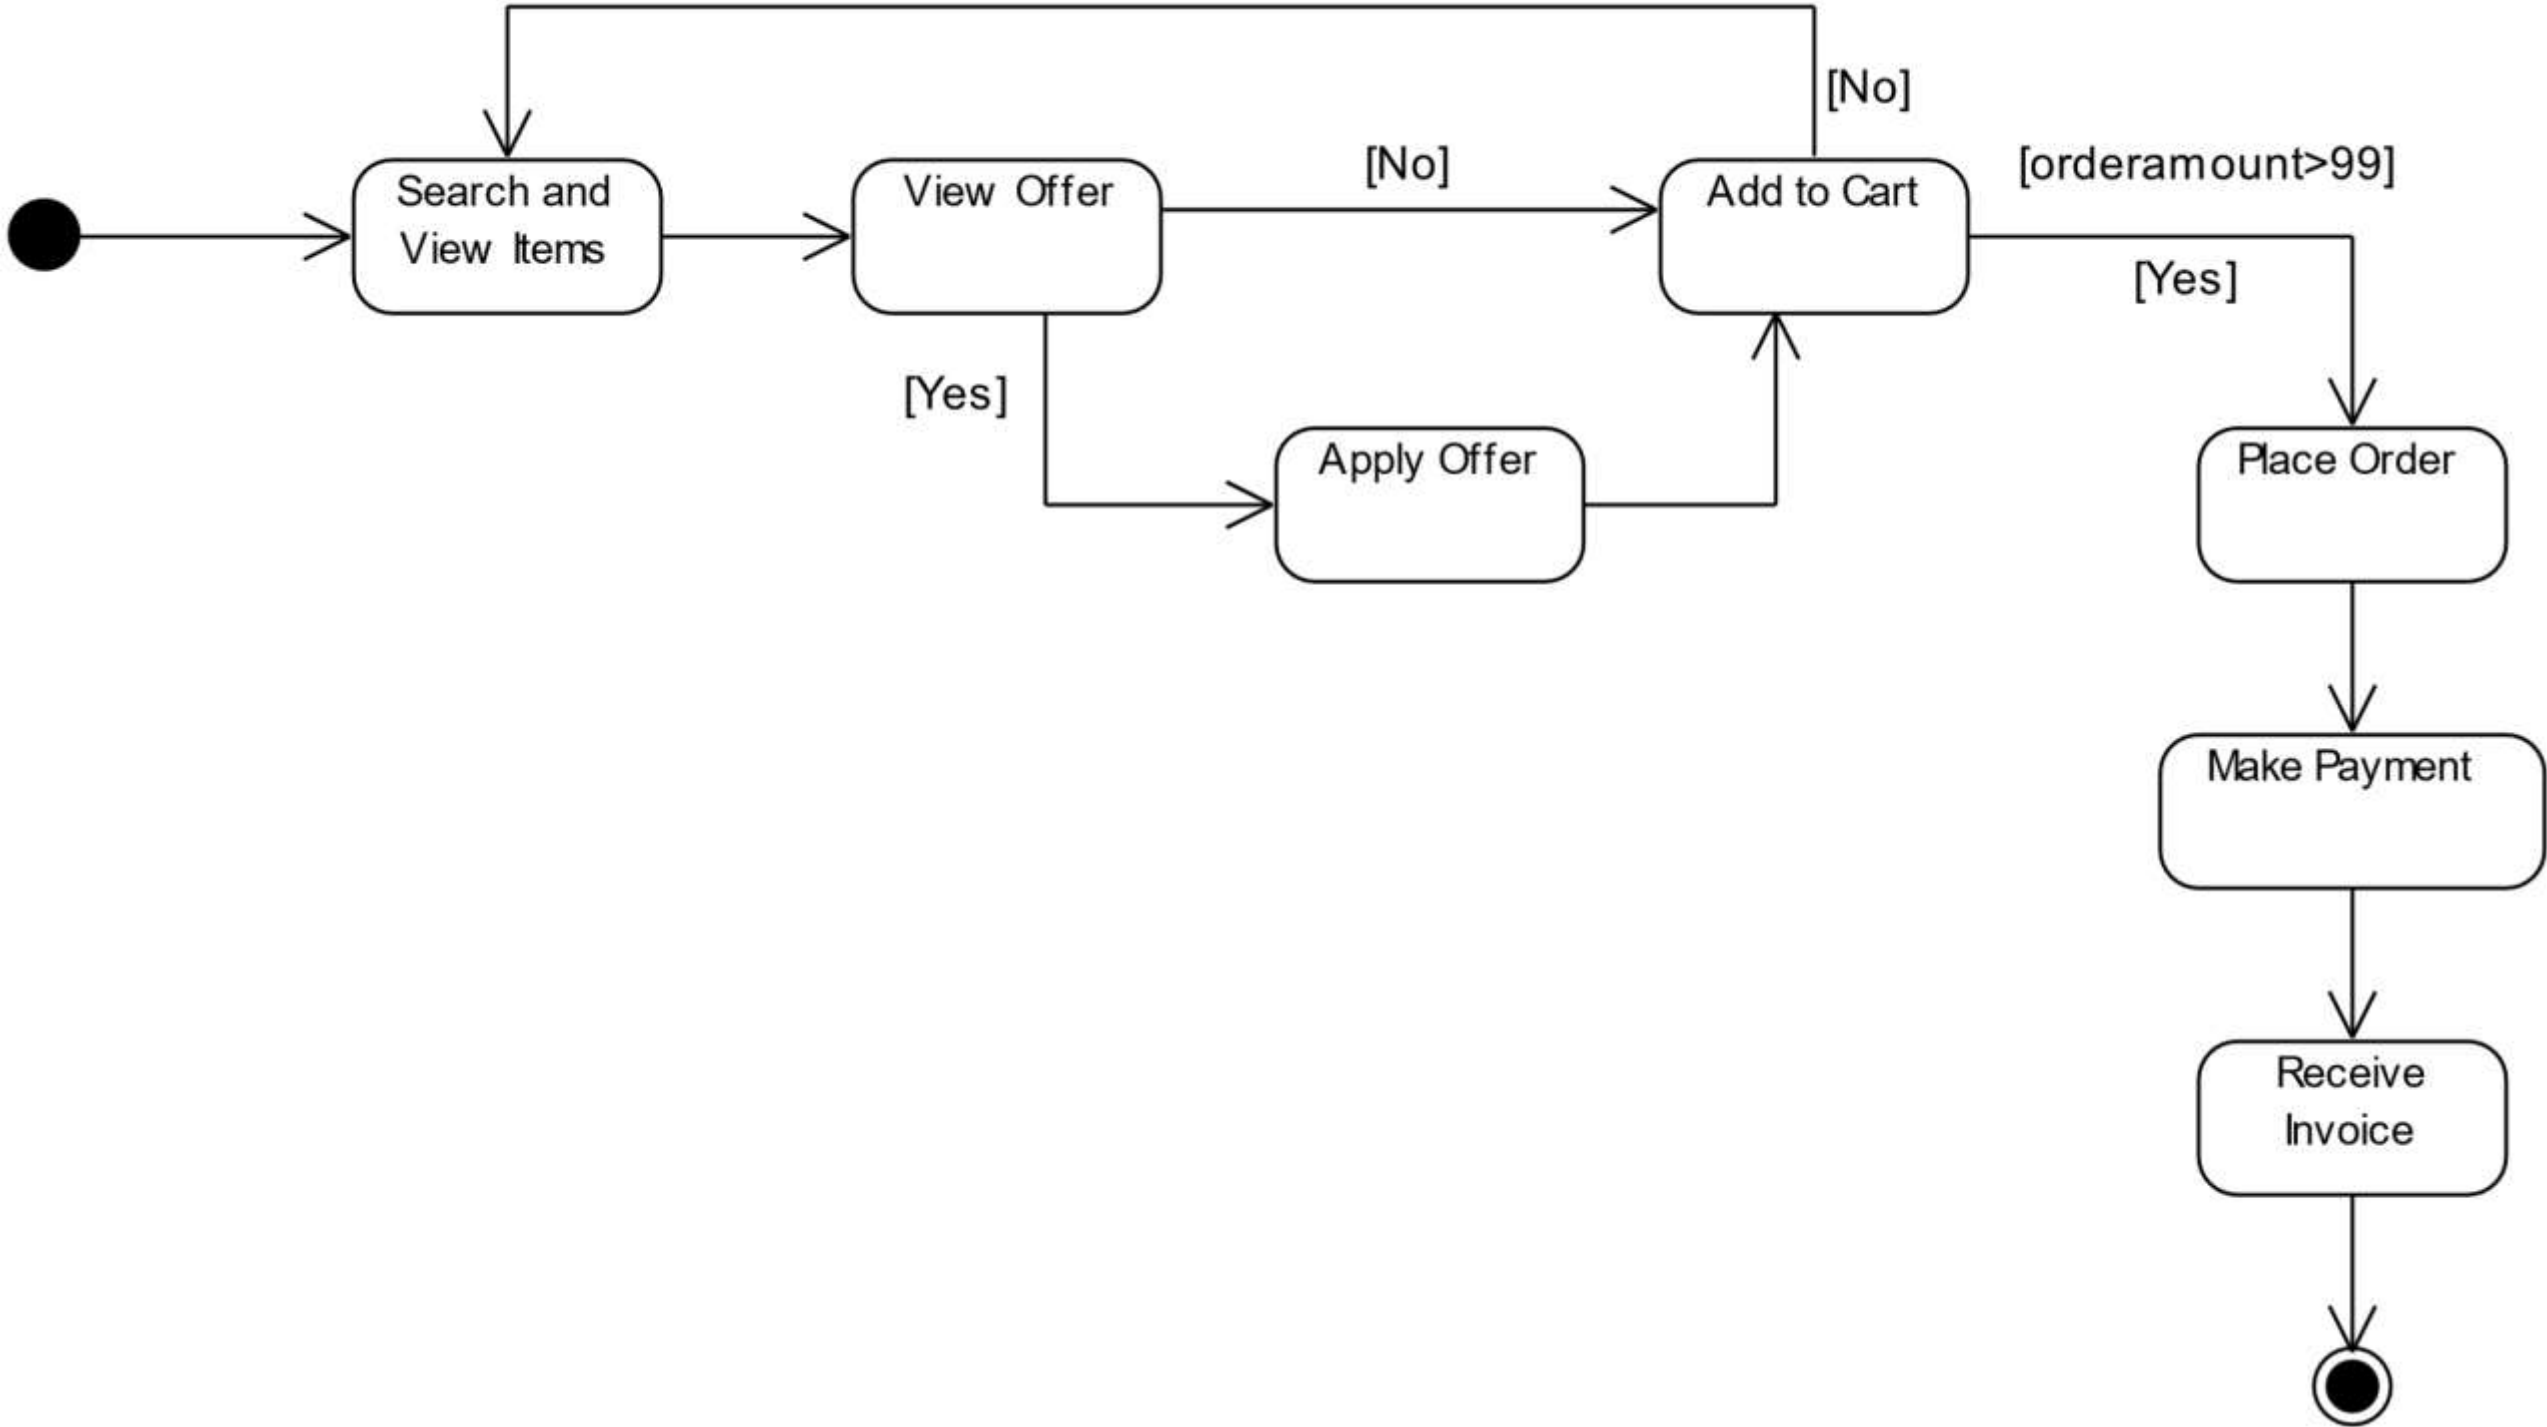 [No]
[No]
[orderamount>99]
Search and
View Items
View Offer
Add to Cart
[Yes]
[Yes]
Apply Offer
Place Order
Make Payment
Receive
Invoice